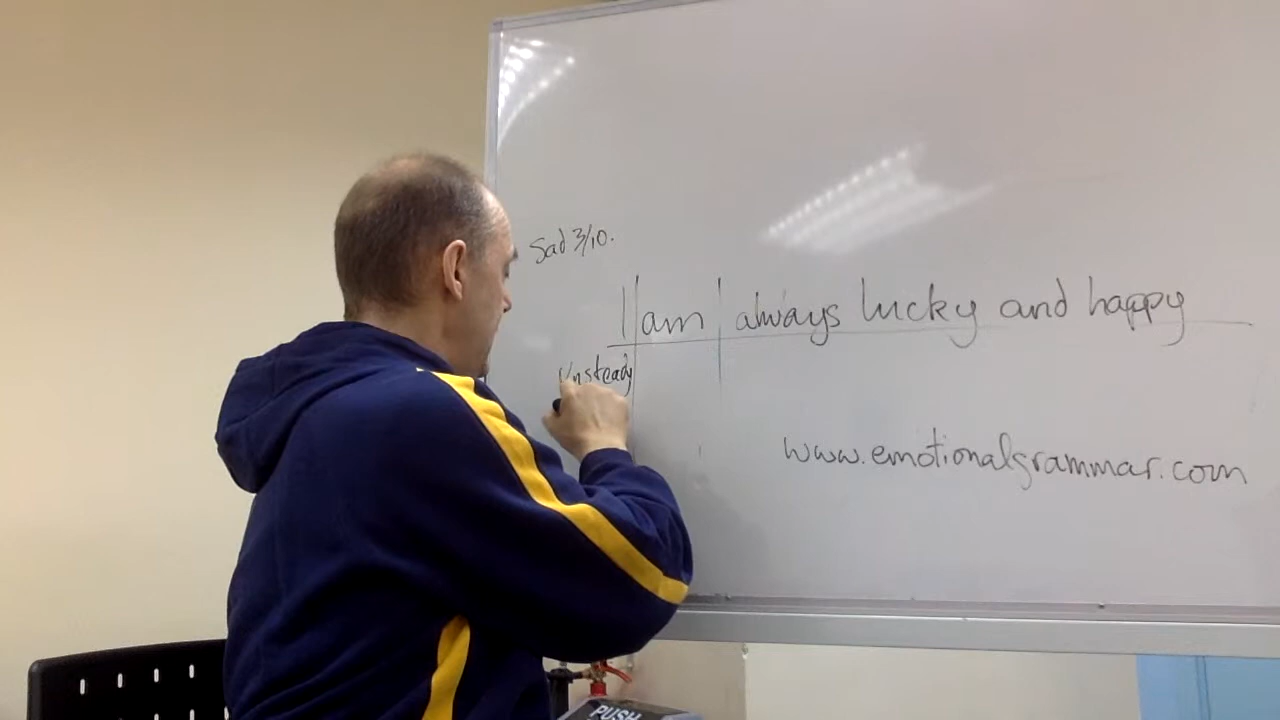 Sad 3/10.
I am always lucky and happy
Unsteady
www.emotionalgrammar.com
PUSH